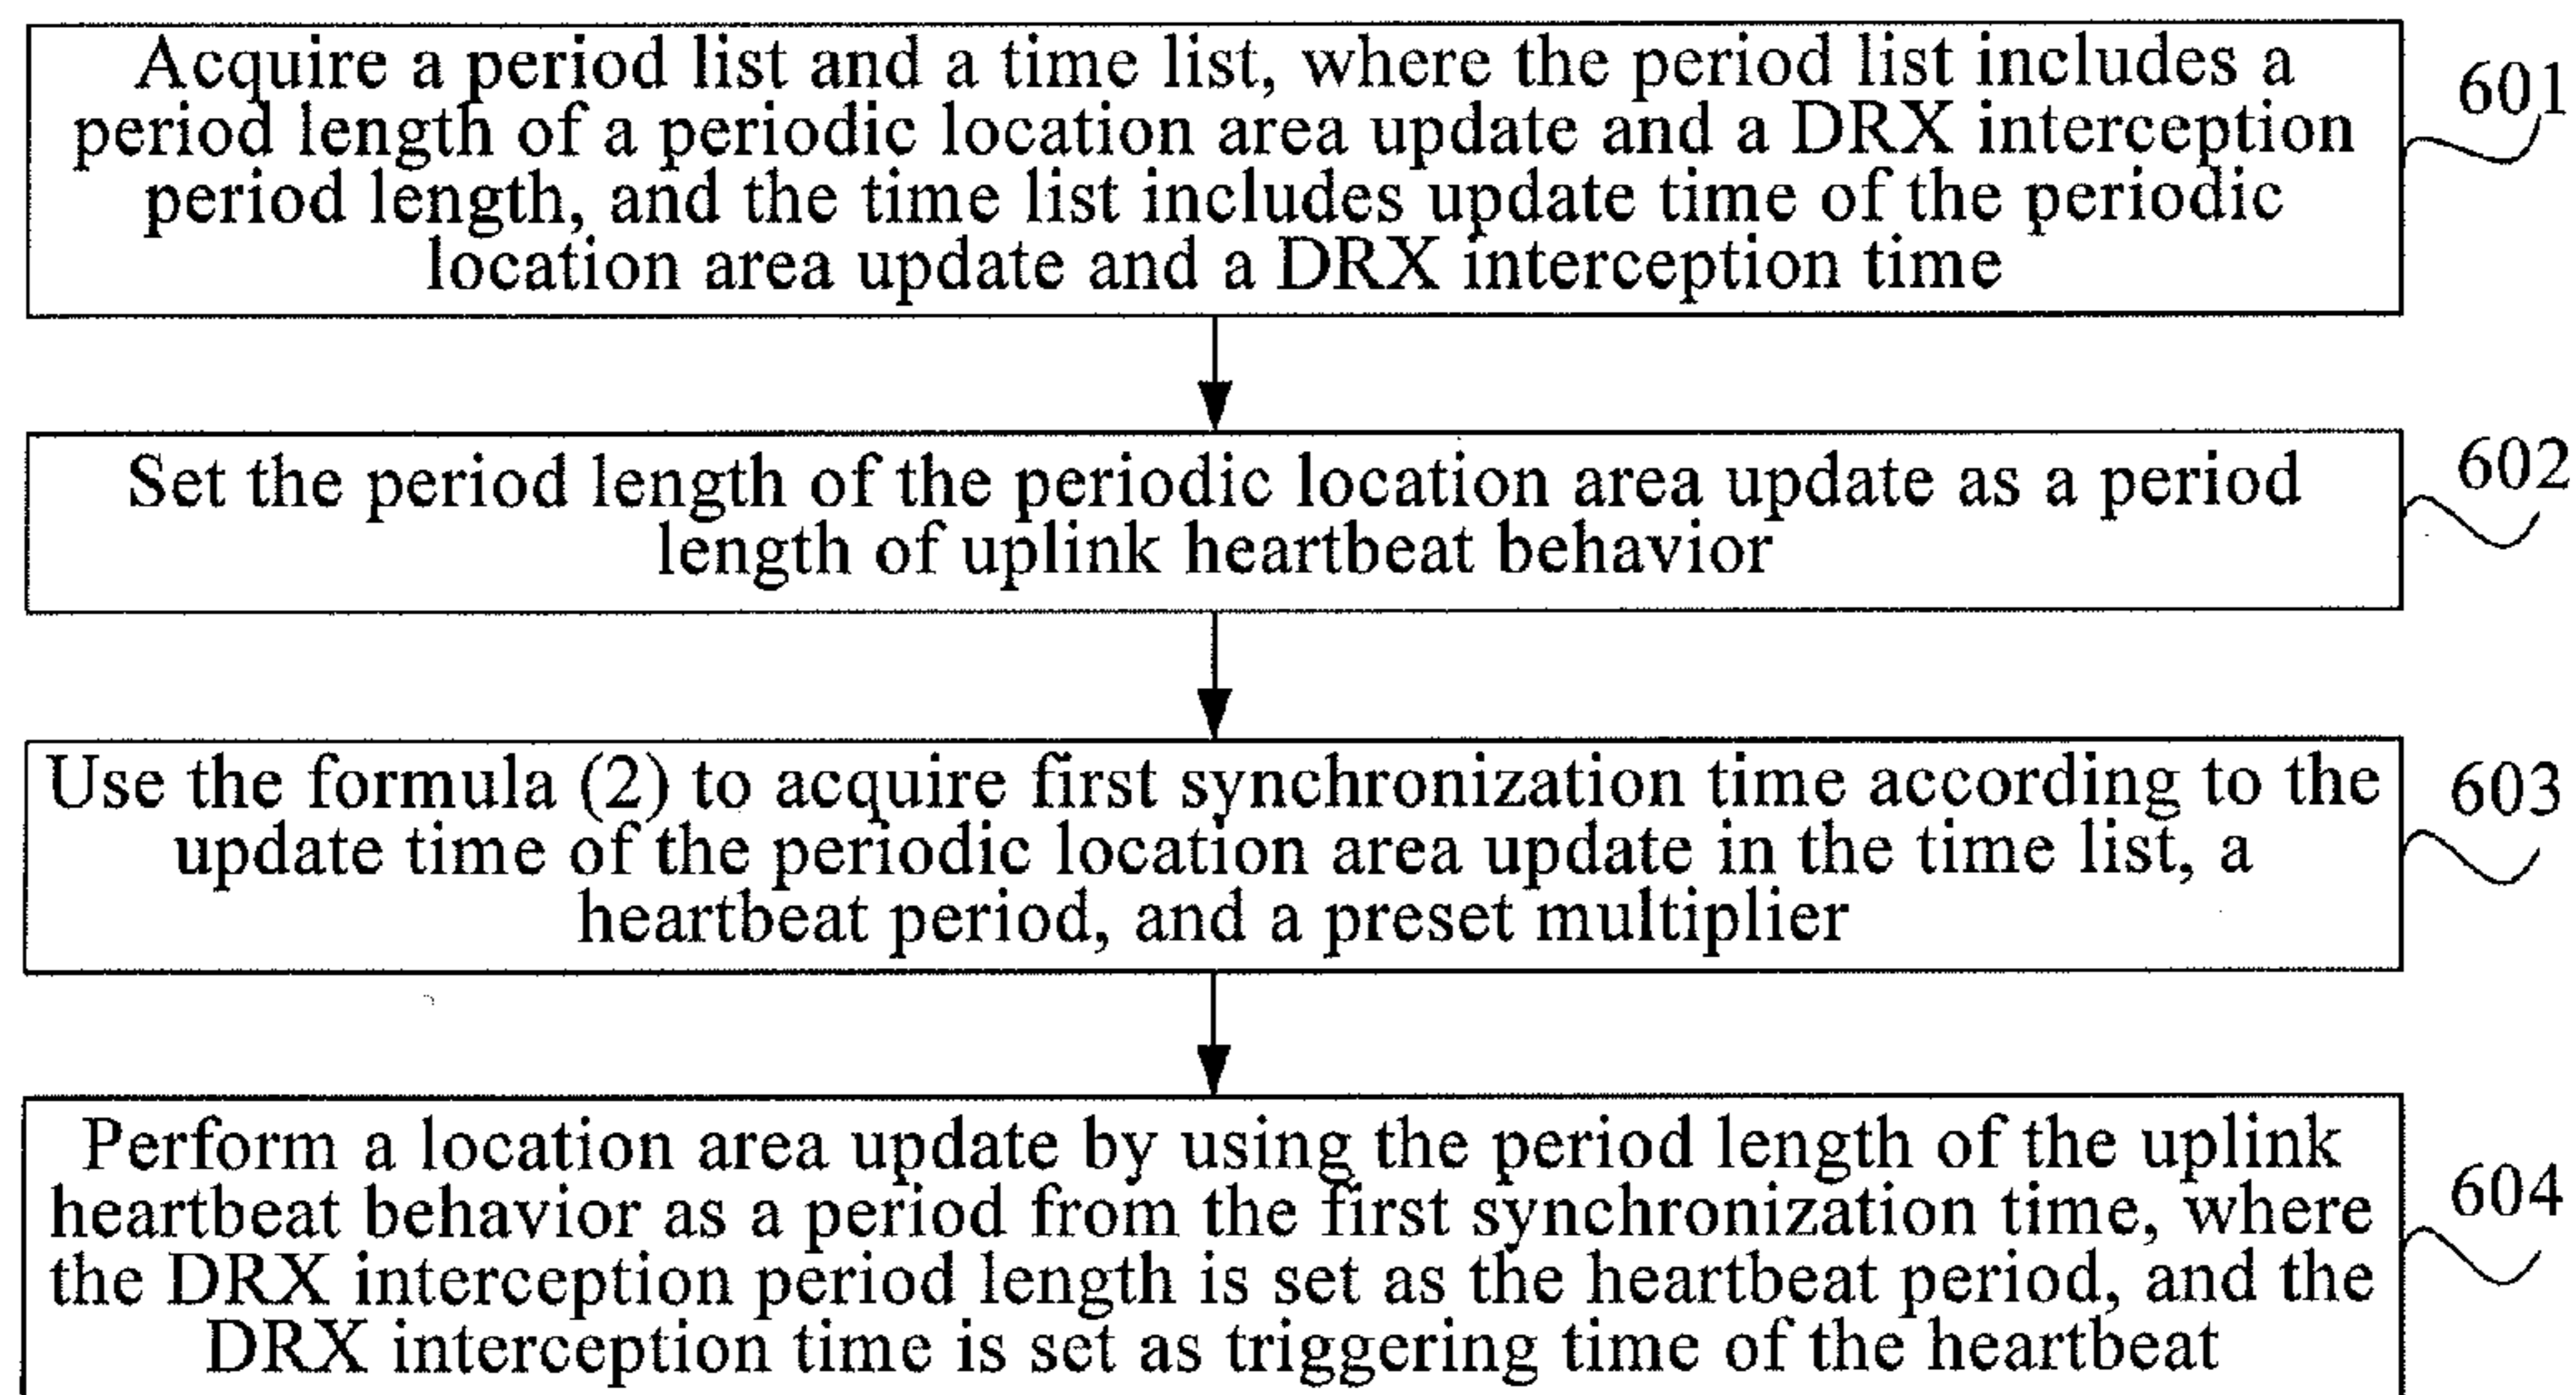 Acquire a period list and a time list, where the period list includes a
period length of a periodic location area update and a DRX interception
period length, and the time list includes update time of the periodic
location area update and a DRX interception time
601
Set the period length of the periodic location area update as a period
length of uplink heartbeat behavior
602
Use the formula (2) to acquire first synchronization time according to the
update time of the periodic location area update in the time list, a
heartbeat period, and a preset multiplier
603
Perform a location area update by using the period length of the uplink
heartbeat behavior as a period from the first synchronization time, where
the DRX interception period length is set as the heartbeat period, and the
DRX interception time is set as triggering time of the heartbeat
604